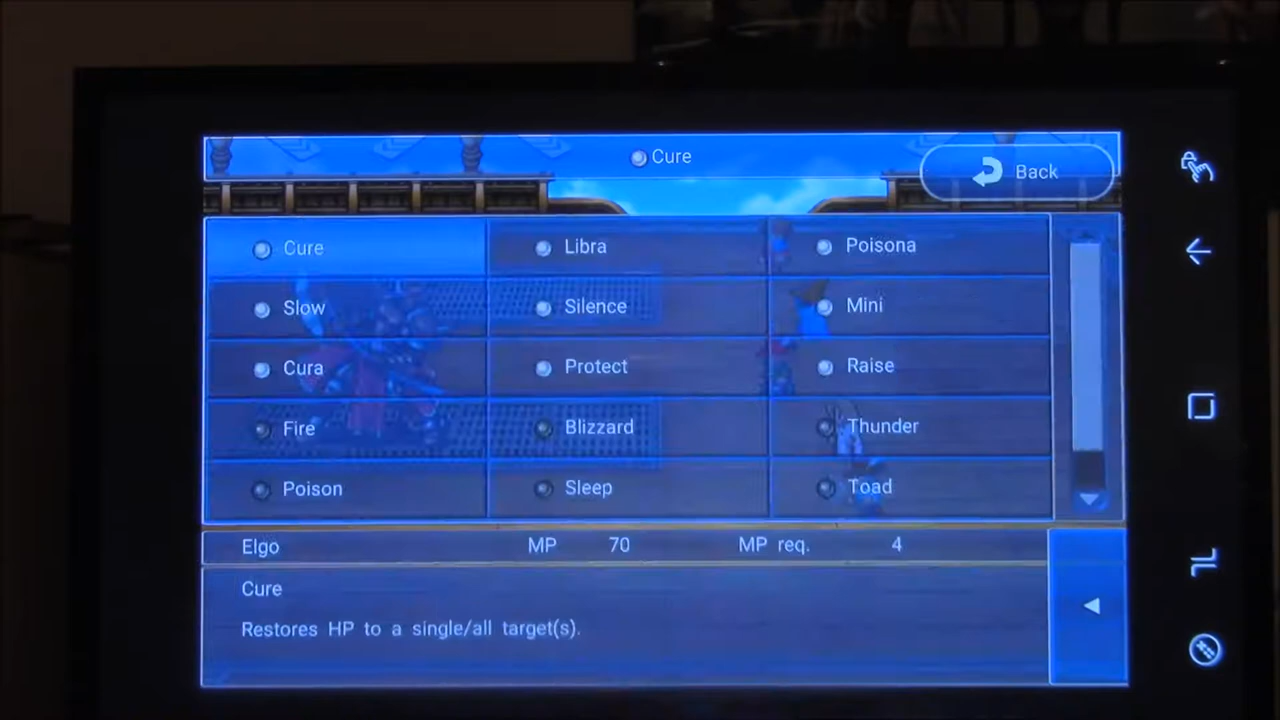 Cure
Back
Cure Libra Poisona
Slow Silence Mini
Cura Protect Raise
Fire Blizzard Thunder
Poison Sleep Toad
Elgo MP 70 MP req. 4
Cure
Restores HP to a single/all target(s).